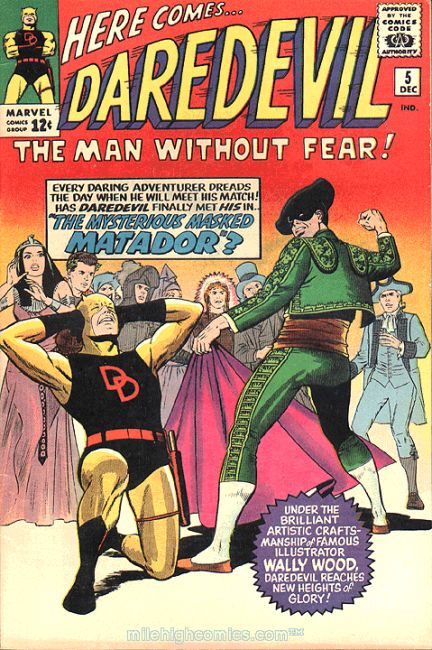 HERE COMES...
DAREDEVIL
THE MAN WITHOUT FEAR!
DD
MARVEL
COMICS
GROUP
12¢
APPROVED
BY THE
COMICS
CODE
AUTHORITY
5
DEC
IND.
EVERY DARING ADVENTURER DREADS
THE DAY WHEN HE WILL MEET HIS MATCH!
HAS DAREDEVIL FINALLY MET HIS IN...
"THE MYSTERIOUS MASKED
MATADOR"?
DD
UNDER THE
BRILLIANT
ARTISTIC CRAFTS-
MANSHIP of FAMOUS
ILLUSTRATOR
WALLY WOOD,
DAREDEVIL REACHES
NEW HEIGHTS of
GLORY!
milehighcomics.com™